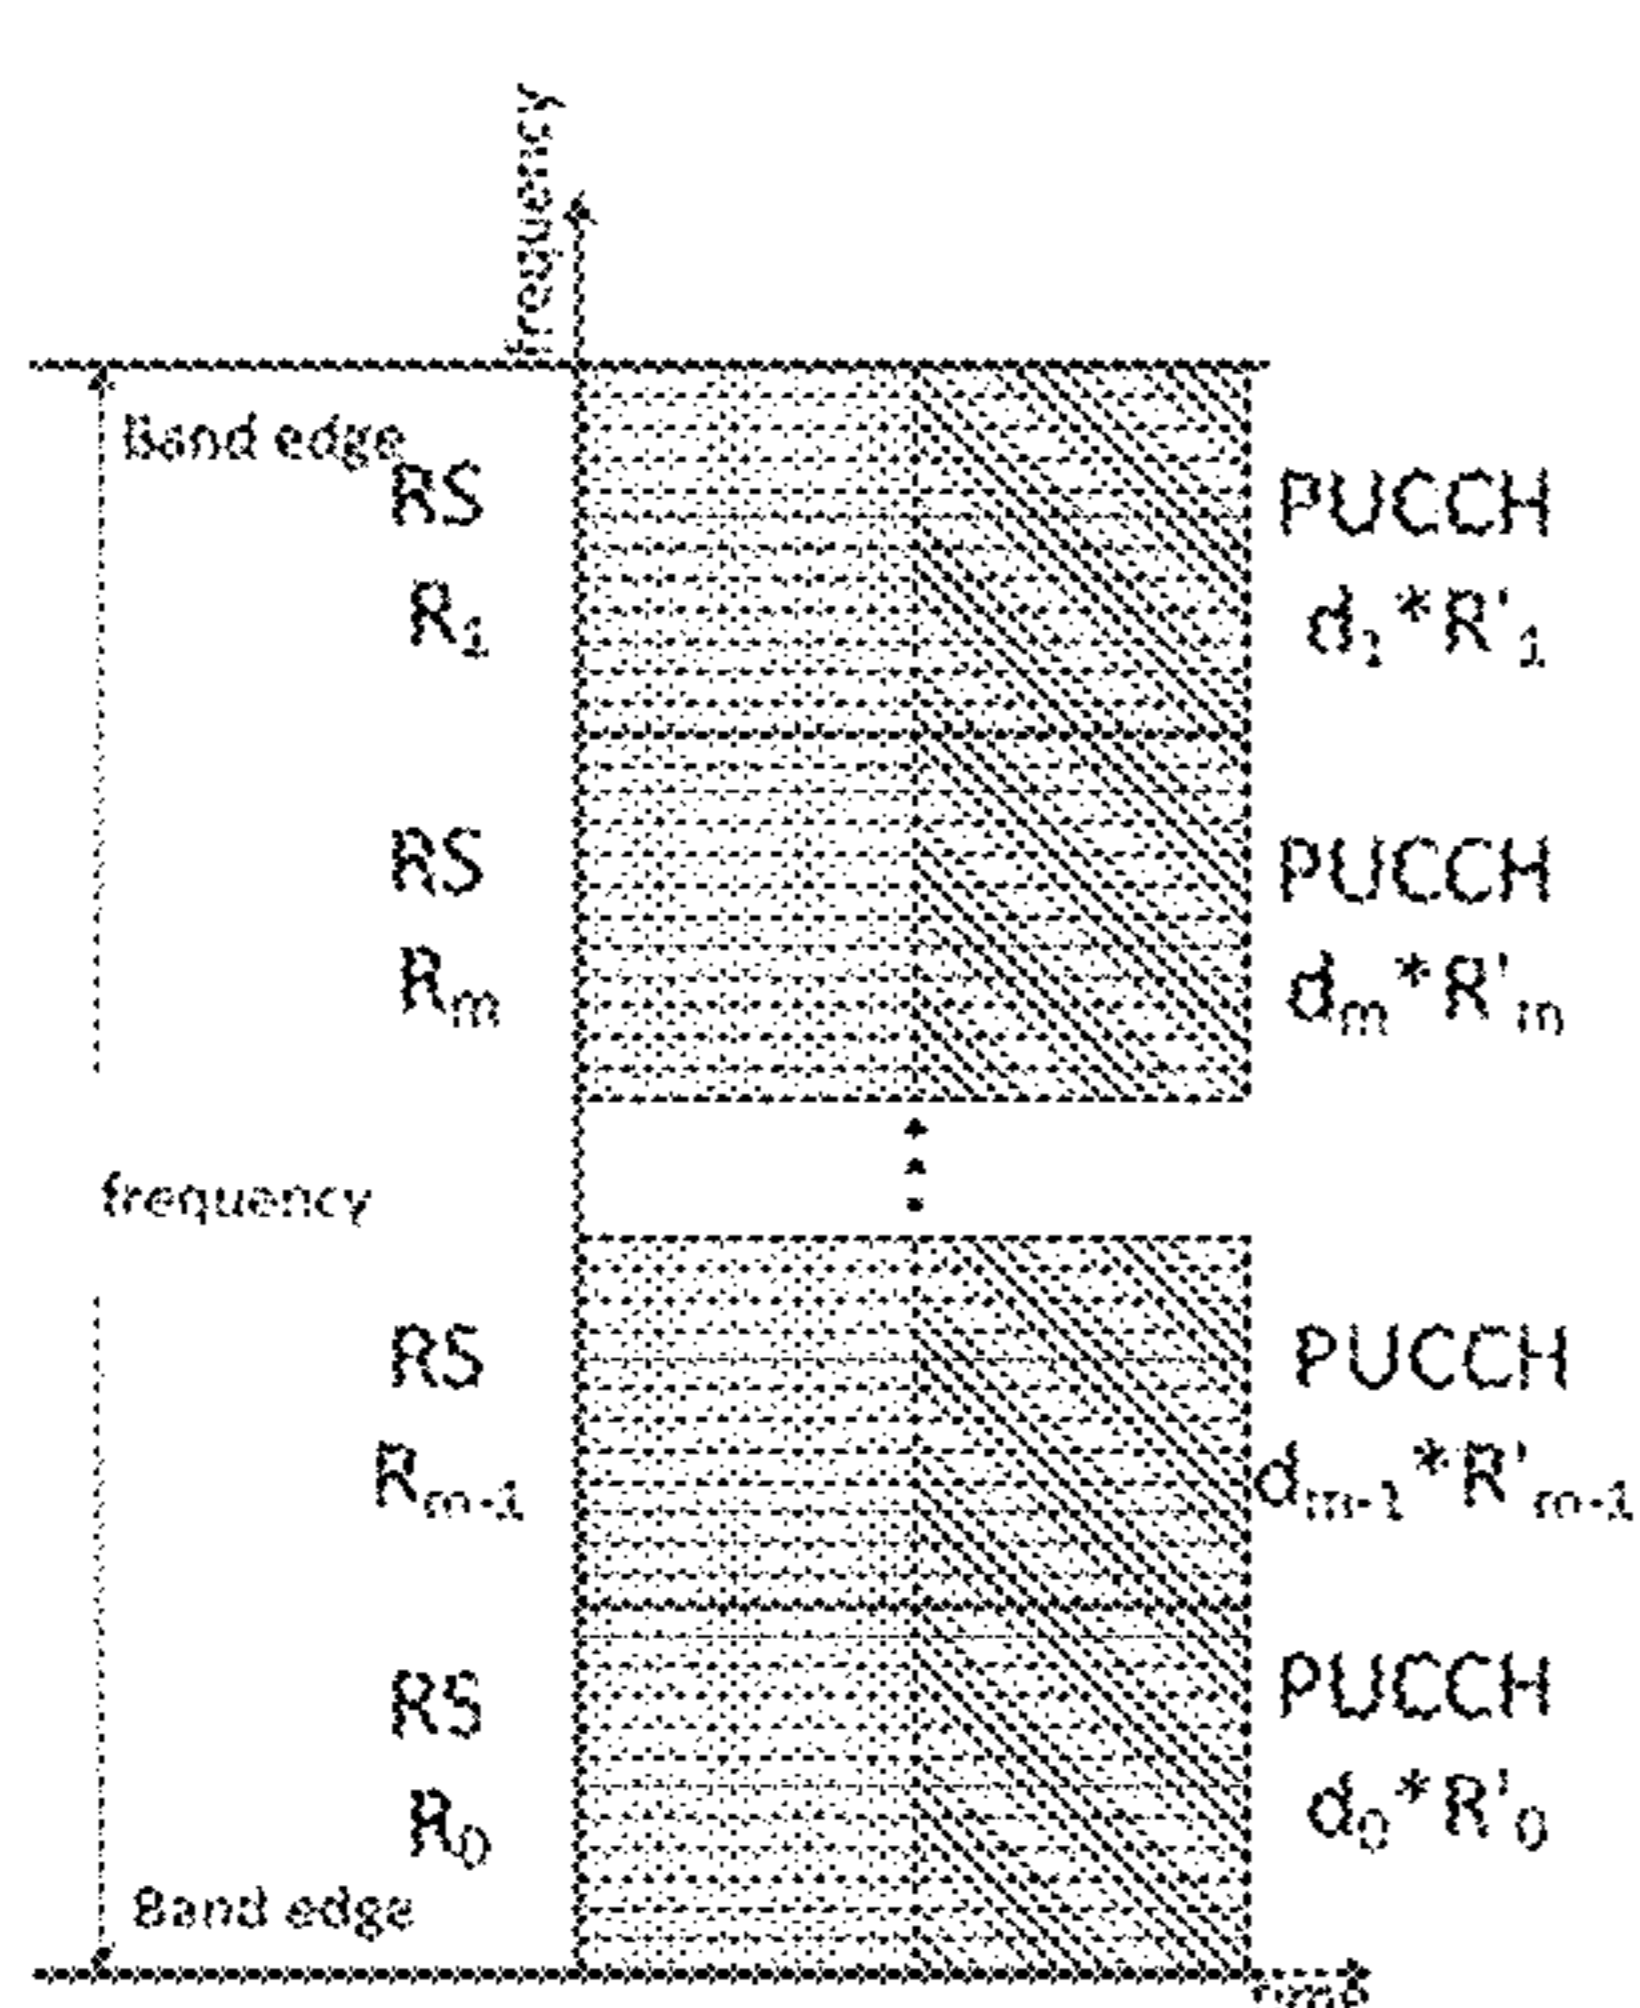 frequency
Band edge
RS PUCCH
R₁ d₁*R'₁
RS PUCCH
Rₘ dₘ*R'ₘ
frequency
RS PUCCH
Rₘ₋₁ dₘ₋₁*R'ₘ₋₁
RS PUCCH
R₀ d₀*R'₀
Band edge
time